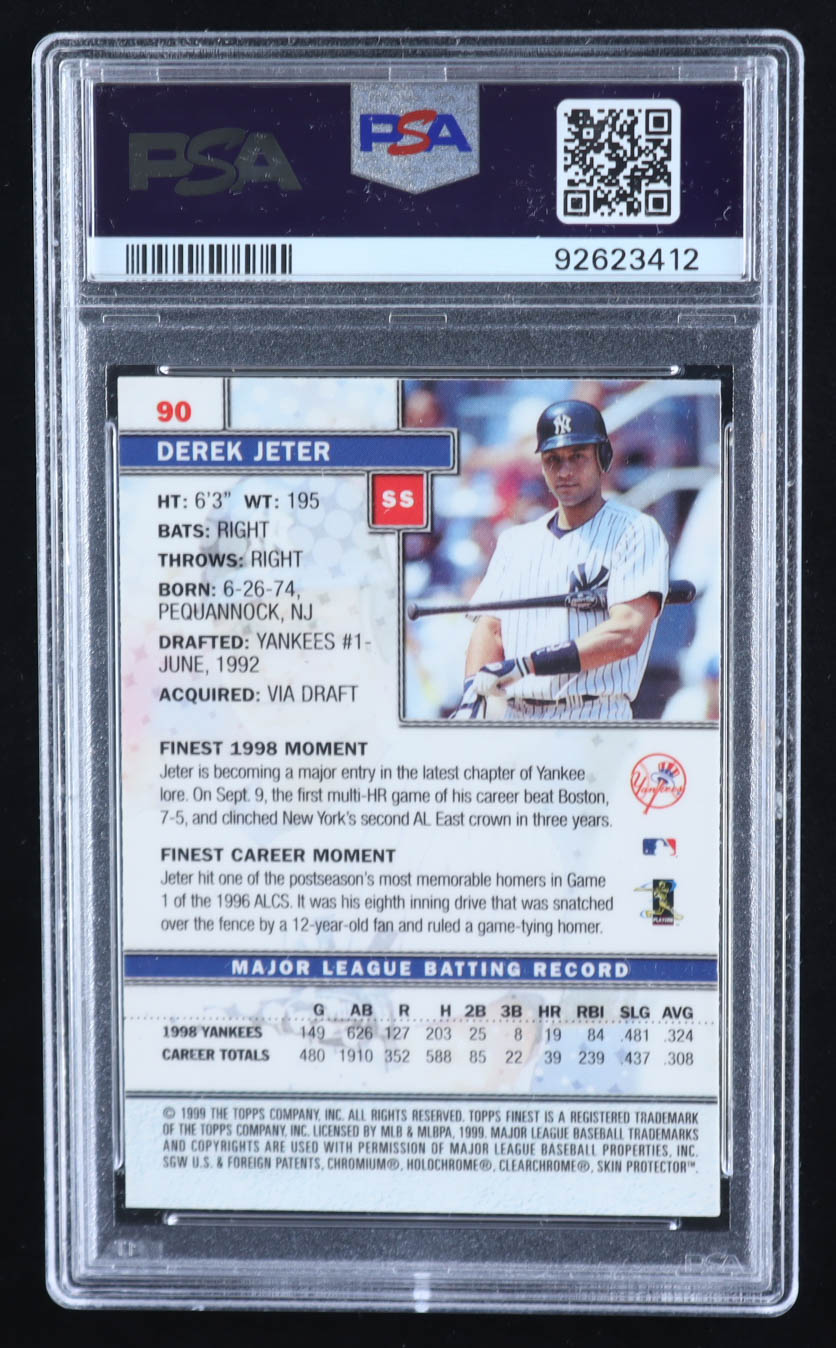 PSA
PSA
92623412
90
DEREK JETER
SS
HT: 6'3" WT: 195
BATS: RIGHT
THROWS: RIGHT
BORN: 6-26-74,
PEQUANNOCK, NJ
DRAFTED: YANKEES #1-
JUNE, 1992
ACQUIRED: VIA DRAFT
NY
FINEST 1998 MOMENT
Jeter is becoming a major entry in the latest chapter of Yankee
lore. On Sept. 9, the first multi-HR game of his career beat Boston,
7-5, and clinched New York's second AL East crown in three years.
Yankees
FINEST CAREER MOMENT
Jeter hit one of the postseason's most memorable homers in Game
1 of the 1996 ALCS. It was his eighth inning drive that was snatched
over the fence by a 12-year-old fan and ruled a game-tying homer.
PLAYERS
MAJOR LEAGUE BATTING RECORD
G AB R H 2B 3B HR RBI SLG AVG
1998 YANKEES 149 626 127 203 25 8 19 84 .481 .324
CAREER TOTALS 480 1910 352 588 85 22 39 239 .437 .308
© 1999 THE TOPPS COMPANY, INC. ALL RIGHTS RESERVED. TOPPS FINEST IS A REGISTERED TRADEMARK
OF THE TOPPS COMPANY, INC. LICENSED BY MLB & MLBPA, 1999. MAJOR LEAGUE BASEBALL TRADEMARKS
AND COPYRIGHTS ARE USED WITH PERMISSION OF MAJOR LEAGUE BASEBALL PROPERTIES, INC.
SGW U.S. & FOREIGN PATENTS, CHROMIUM®, HOLOCHROME®, CLEARCHROME®, SKIN PROTECTOR™.
PSA